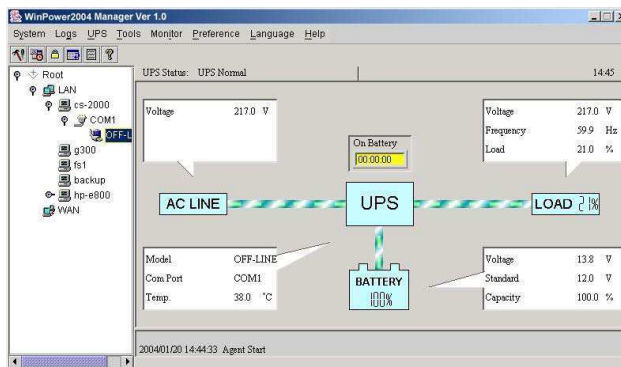 WinPower2004 Manager Ver 1.0
System Logs UPS Tools Monitor Preference Language Help
Root
LAN
cs-2000
COM1
OFF-L
g300
fs1
backup
hp-e800
WAN
UPS Status: UPS Normal 14:45
Voltage 217.0 V
On Battery
00:00:00
Voltage 217.0 V
Frequency 59.9 Hz
Load 21.0 %
AC LINE
UPS
LOAD 21%
Model OFF-LINE
Com Port COM1
Temp. 38.0 °C
BATTERY
100%
Voltage 13.8 V
Standard 12.0 V
Capacity 100.0 %
2004/01/20 14:44:33 Agent Start